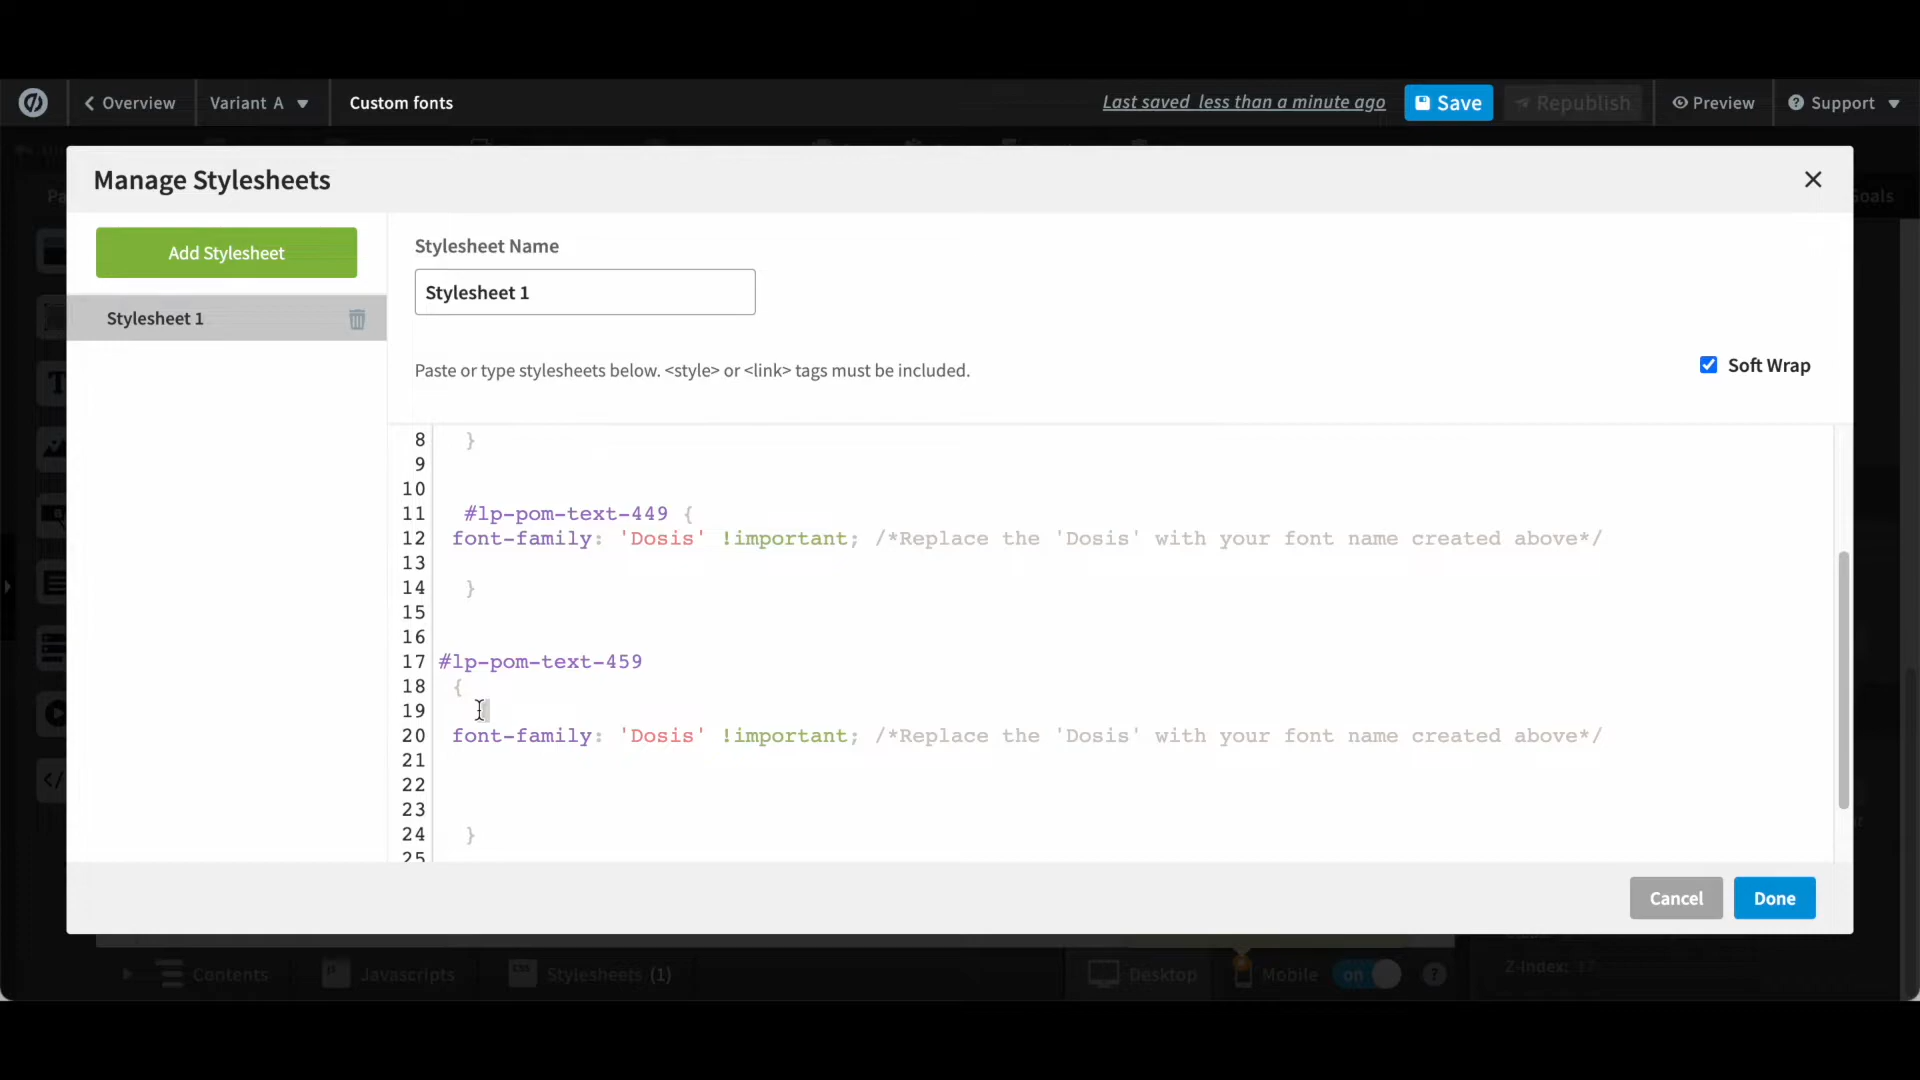 Overview
Variant A
Custom fonts
Last saved less than a minute ago
Save
Republish
Preview
Support
Manage Stylesheets
Goals
Add Stylesheet
Stylesheet 1
Stylesheet Name
Stylesheet 1
Paste or type stylesheets below. <style> or <link> tags must be included.
Soft Wrap
8 }
9
10
11 #lp-pom-text-449 {
12 font-family: 'Dosis' !important; /*Replace the 'Dosis' with your font name created above*/
13
14 }
15
16
17 #lp-pom-text-459
18 {
19
20 font-family: 'Dosis' !important; /*Replace the 'Dosis' with your font name created above*/
21
22
23
24 }
25
Cancel
Done
Contents
Javascripts
Stylesheets (1)
Desktop
Mobile
on
?
Z-Index: